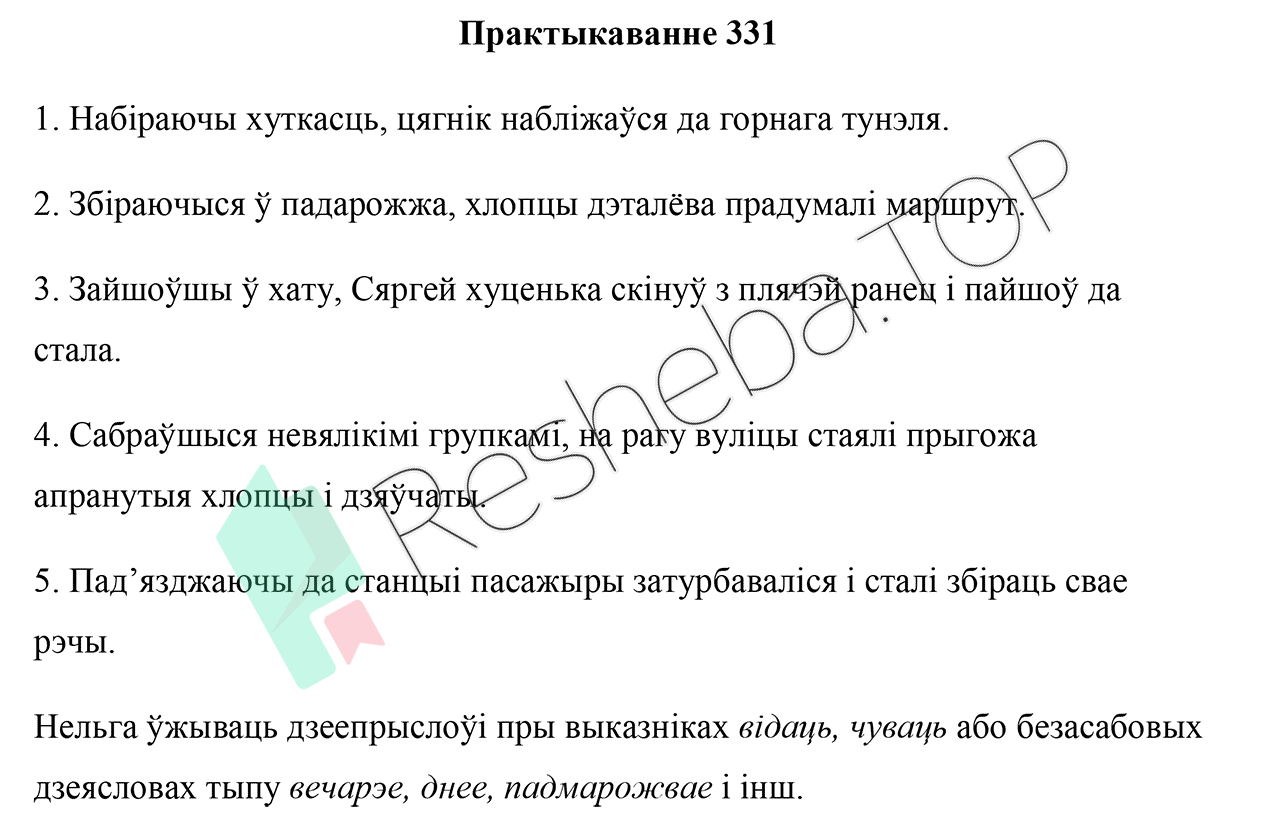 Практыкаванне 331
1. Набіраючы хуткасць, цягнік набліжаўся да горнага тунэля.
2. Збіраючыся ў падарожжа, хлопцы дэталёва прадумалі маршрут.
3. Зайшоўшы ў хату, Сяргей хуценька скінуў з плячэй ранец і пайшоў да
стала.
4. Сабраўшыся невялікімі групкамі, на рагу вуліцы стаялі прыгожа
апранутыя хлопцы і дзяўчаты.
5. Пад’язджаючы да станцыі пасажыры затурбаваліся і сталі збіраць свае
рэчы.
Нельга ўжываць дзеепрыслоўі пры выказніках відаць, чуваць або безасабовых
дзеясловах тыпу вечарэе, днее, падмарожвае і інш.
Resheba.TOP